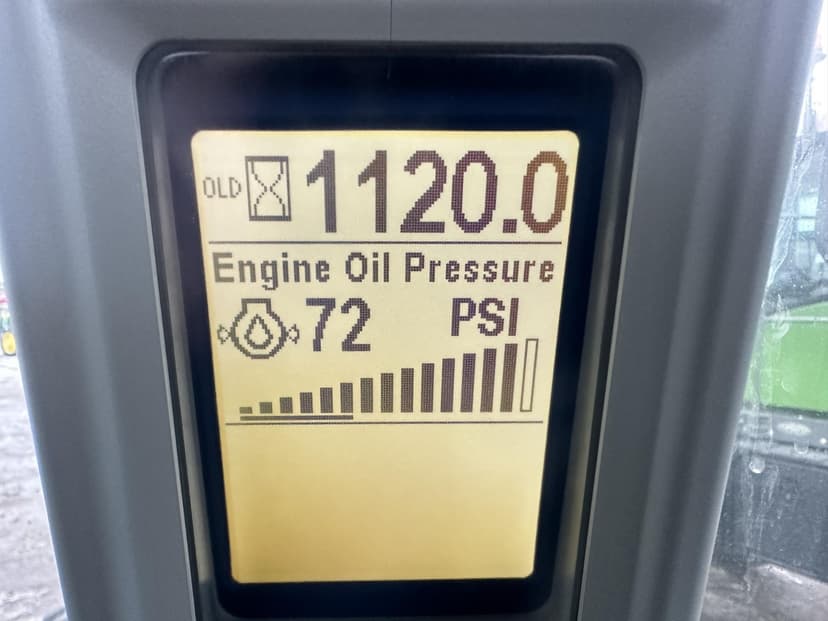 OLD 1120.0
Engine Oil Pressure
72 PSI